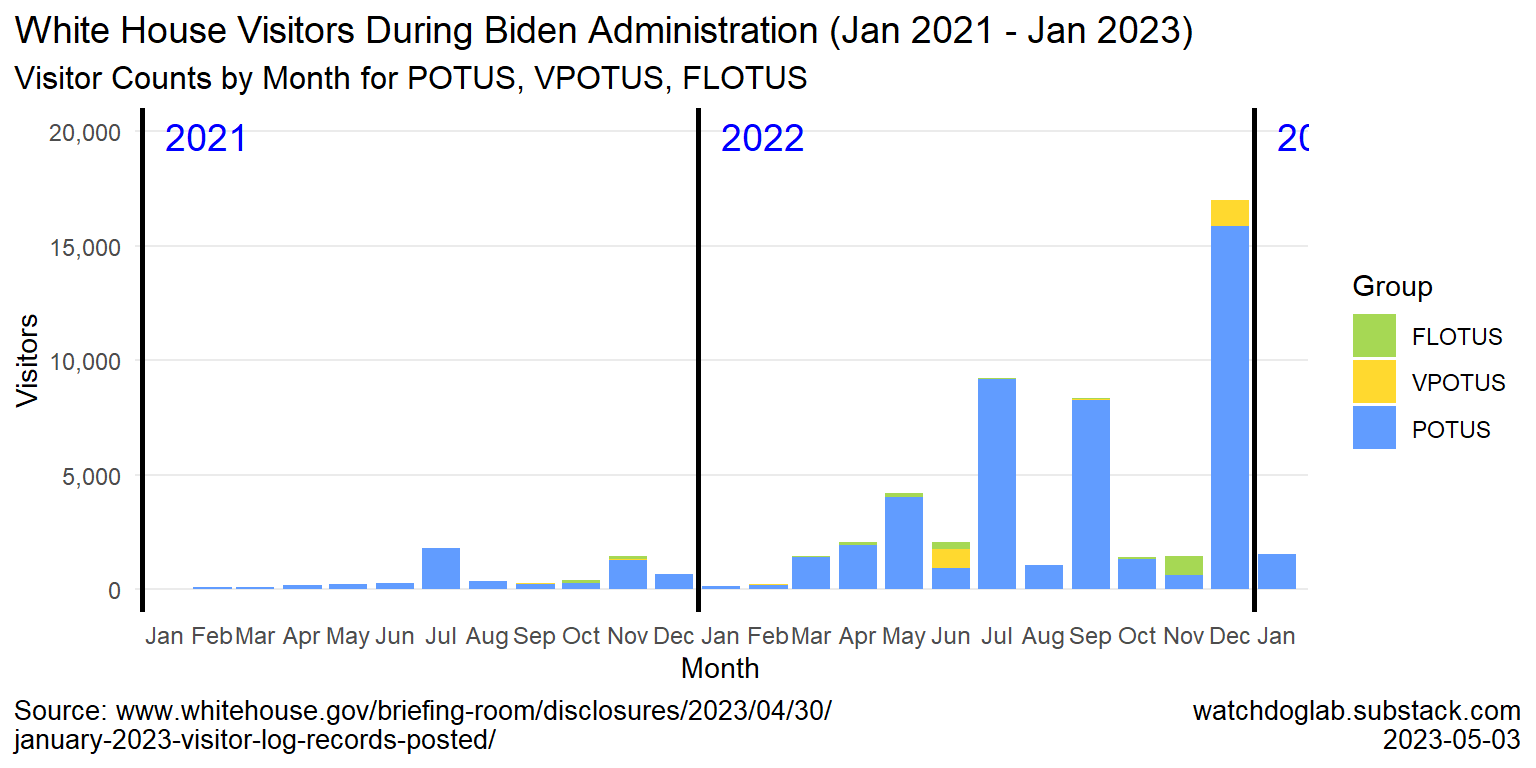 White House Visitors During Biden Administration (Jan 2021 - Jan 2023)
Visitor Counts by Month for POTUS, VPOTUS, FLOTUS
2021 2022 20
20,000
15,000
10,000
5,000
0
Visitors
Jan Feb Mar Apr May Jun Jul Aug Sep Oct Nov Dec Jan Feb Mar Apr May Jun Jul Aug Sep Oct Nov Dec Jan
Month
Group
FLOTUS
VPOTUS
POTUS
Source: www.whitehouse.gov/briefing-room/disclosures/2023/04/30/
january-2023-visitor-log-records-posted/
watchdoglab.substack.com
2023-05-03